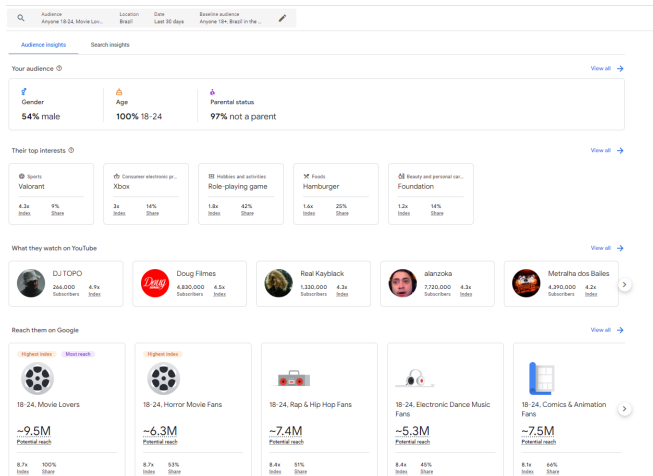 Audience
Location
Date
Baseline audience
Anyone 18-24, Movie Lov...
Brazil
Last 30 days
Anyone 18+, Brazil in the ...
Audience insights
Search insights
Your audience
View all
Gender
Age
Parental status
54% male
100% 18-24
97% not a parent
Their top interests
View all
Sports
Consumer electronic pr...
Hobbies and activities
Foods
Beauty and personal car...
Valorant
Xbox
Role-playing game
Hamburger
Foundation
4.3x 9%
3x 14%
1.8x 42%
1.6x 25%
1.2x 14%
Index Share
Index Share
Index Share
Index Share
Index Share
What they watch on YouTube
View all
DJ TOPO
266,000 4.9x
Subscribers Index
Doug
Doug Filmes
4,830,000 4.5x
Subscribers Index
Real Kayblack
1,330,000 4.3x
Subscribers Index
alanzoka
7,720,000 4.3x
Subscribers Index
Metralha dos Bailes
4,390,000 4.2x
Subscribers Index
Reach them on Google
View all
Highest index Most reach
18-24, Movie Lovers
~9.5M
Potential reach
8.7x 100%
Index Share
Highest index
18-24, Horror Movie Fans
~6.3M
Potential reach
8.7x 53%
Index Share
18-24, Rap & Hip Hop Fans
~7.4M
Potential reach
8.4x 51%
Index Share
18-24, Electronic Dance Music
Fans
~5.3M
Potential reach
8.4x 45%
Index Share
18-24, Comics & Animation
Fans
~7.5M
Potential reach
8.1x 66%
Index Share